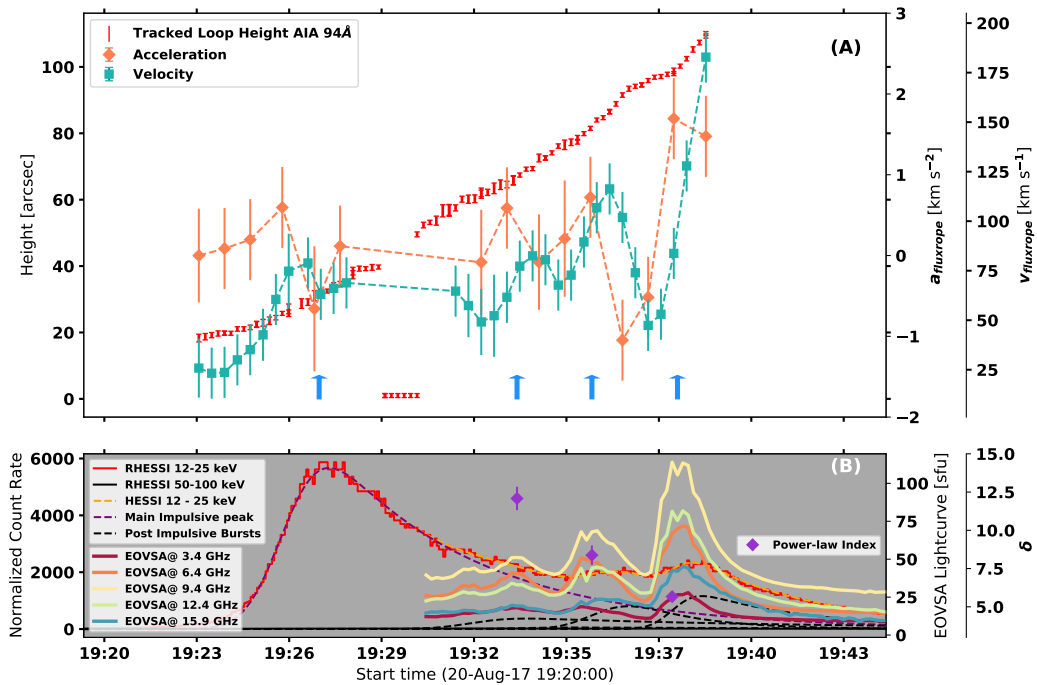 Tracked Loop Height AIA 94Å
Acceleration
Velocity
(A)
Height [arcsec]
0
20
40
60
80
100
3
2
1
0
−1
−2
a_fluxrope [km s⁻²]
200
175
150
125
100
75
50
25
v_fluxrope [km s⁻¹]
RHESSI 12-25 keV
RHESSI 50-100 keV
HESSI 12 - 25 keV
Main Impulsive peak
Post Impulsive Bursts
EOVSA@ 3.4 GHz
EOVSA@ 6.4 GHz
EOVSA@ 9.4 GHz
EOVSA@ 12.4 GHz
EOVSA@ 15.9 GHz
(B)
Power-law Index
Normalized Count Rate
6000
4000
2000
0
100
75
50
25
0
EOVSA Lightcurve [sfu]
15.0
12.5
10.0
7.5
5.0
δ
19:20 19:23 19:26 19:29 19:32 19:35 19:37 19:40 19:43
Start time (20-Aug-17 19:20:00)